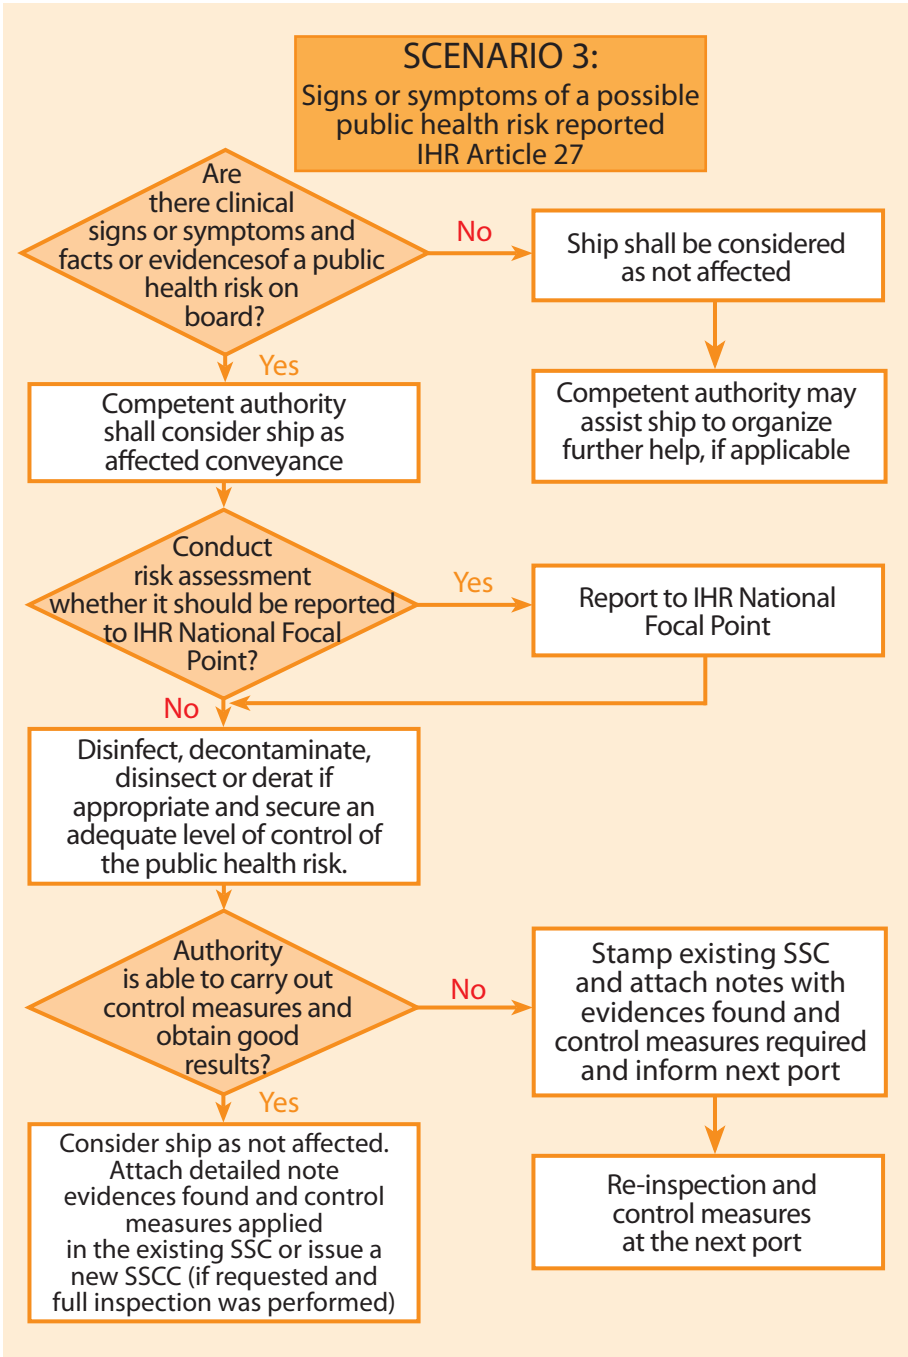 SCENARIO 3:
Signs or symptoms of a possible
public health risk reported
IHR Article 27
Are
there clinical
signs or symptoms and
facts or evidencesof a public
health risk on
board?
No
Ship shall be considered
as not affected
Yes
Competent authority
shall consider ship as
affected conveyance
Competent authority may
assist ship to organize
further help, if applicable
Conduct
risk assessment
whether it should be reported
to IHR National Focal
Point?
Yes
Report to IHR National
Focal Point
No
Disinfect, decontaminate,
disinsect or derat if
appropriate and secure an
adequate level of control of
the public health risk.
Authority
is able to carry out
control measures and
obtain good
results?
No
Stamp existing SSC
and attach notes with
evidences found and
control measures required
and inform next port
Yes
Consider ship as not affected.
Attach detailed note
evidences found and control
measures applied
in the existing SSC or issue a
new SSCC (if requested and
full inspection was performed)
Re-inspection and
control measures
at the next port